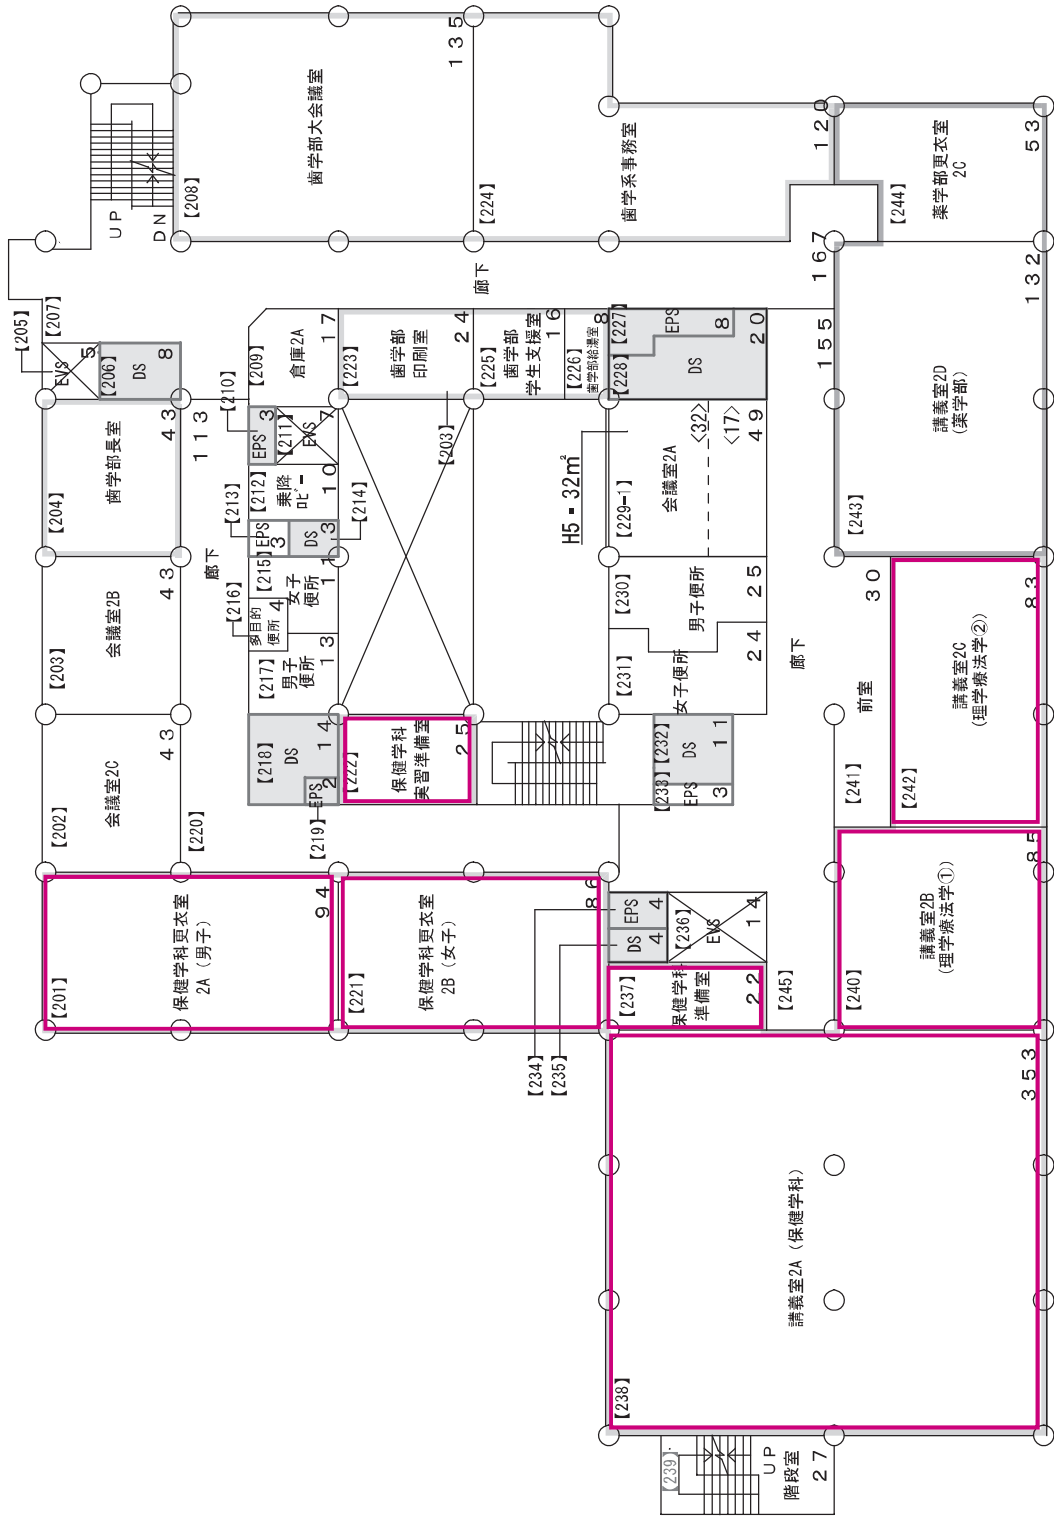 【201】
保健学科更衣室
2A（男子）
94
【202】
会議室2C
43
【203】
会議室2B
43
【204】
歯学部長室
43
【205】
EVS
5
【206】
DS
8
【207】
UP
DN
【208】
歯学部大会議室
135
【220】
廊下
113
【221】
保健学科更衣室
2B（女子）
86
【218】
DS
14
EPS
2
【219】
【217】
男子
便所
13
【216】
多目的
便所 4
【215】
女子
便所
11
【213】
EPS
3
DS
3
【214】
【212】
乗降
ﾛﾋﾞｰ
10
【210】
EPS
3
【211】
EVS
7
【209】
倉庫2A
17
【222】
保健学科
実習準備室
25
【203】
【223】
歯学部
印刷室
24
【225】
歯学部
学生支援室
16
【226】
歯学部給湯室
8
廊下
【224】
歯学系事務室
120
H5‐32㎡
【227】
EPS
8
【228】
DS
20
【229-1】
会議室2A
<32>
<17>
49
【230】
男子便所
25
【231】
女子便所
24
【232】
DS
11
【233】
EPS
3
【234】
EPS
4
【235】
DS
4
【236】
EVS
14
【237】
保健学科
準備室
22
【245】
廊下
167
155
【238】
講義室2A（保健学科）
353
【239】
UP
階段室
27
【240】
講義室2B
(理学療法学①)
85
【241】
前室
30
【242】
講義室2C
(理学療法学②)
83
【243】
講義室2D
(薬学部)
132
【244】
薬学部更衣室
2C
53